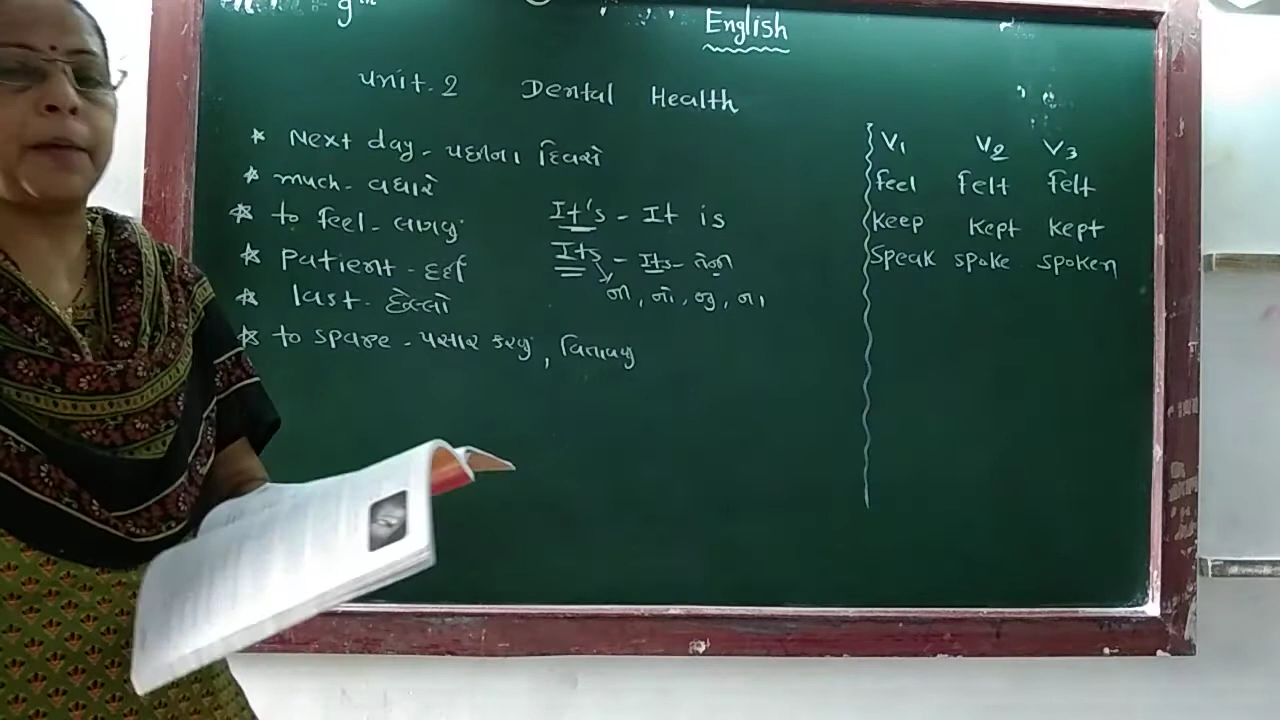 9th
English
Unit. 2 Dental Health
* Next day - પછીના દિવસે
* much - વધારે
* to feel - લાગવું
* Patient - દર્દી
* last - છેલ્લો
* to spare - પસાર કરવું, વિતાવવું
It's - It is
Its - Its - તેની
ની, નો, નું, ના
V1 V2 V3
feel felt felt
keep kept kept
speak spoke spoken